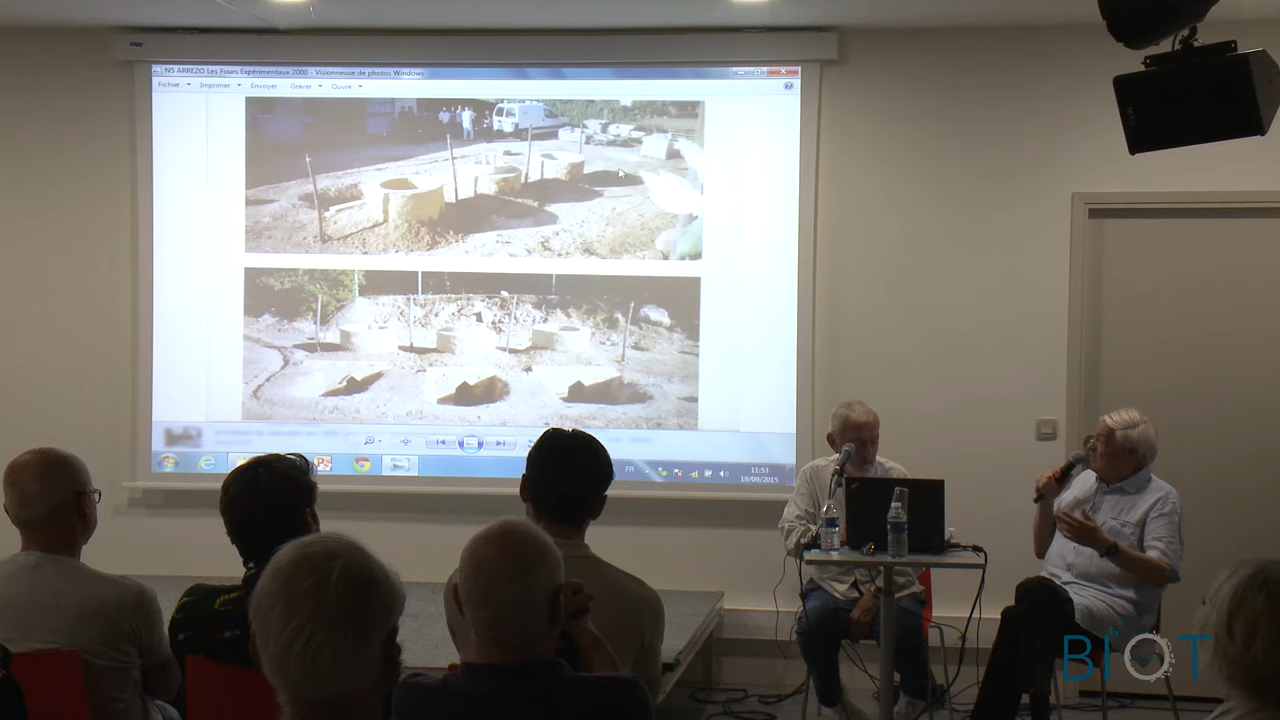 N5 ARREZO Les Fours Expérimentaux 2000 - Visionneuse de photos Windows
Fichier Imprimer Envoyer Graver Ouvrir
FR
11:53
19/09/2015
BIOT